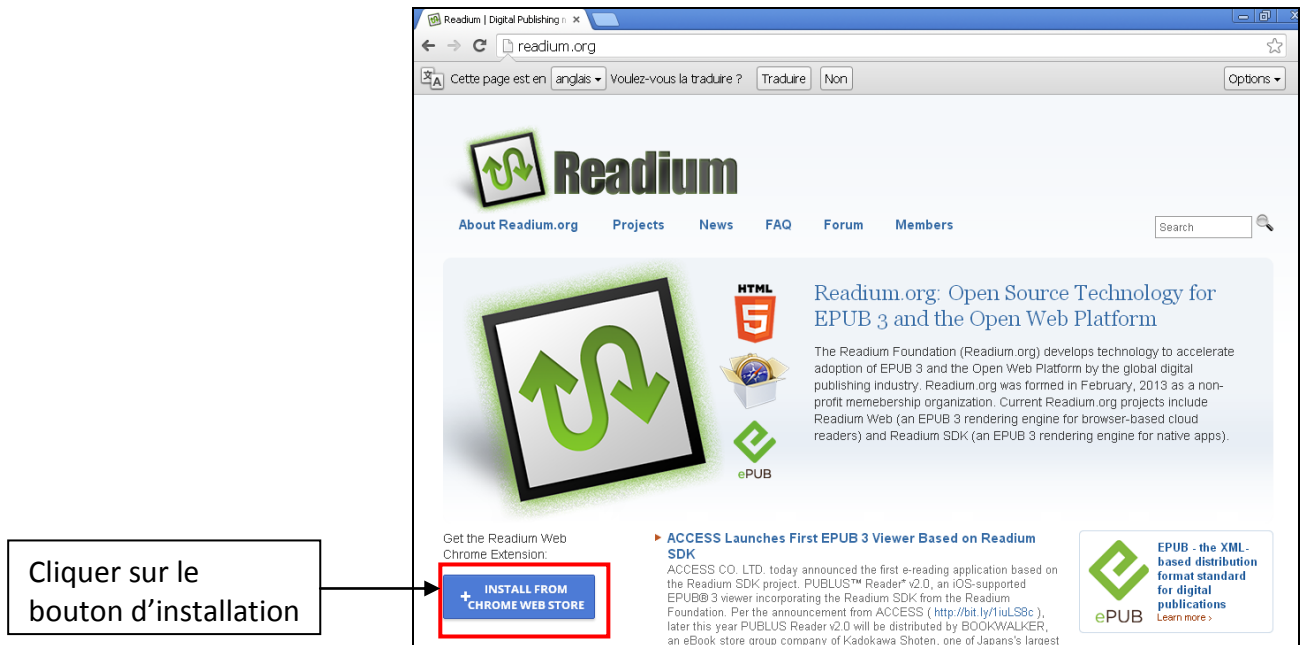 Readium | Digital Publishing n
readium.org
Cette page est en anglais Voulez-vous la traduire ? Traduire Non Options
Readium
About Readium.org Projects News FAQ Forum Members Search
HTML
5
ePUB
Readium.org: Open Source Technology for
EPUB 3 and the Open Web Platform
The Readium Foundation (Readium.org) develops technology to accelerate
adoption of EPUB 3 and the Open Web Platform by the global digital
publishing industry. Readium.org was formed in February, 2013 as a non-
profit memebership organization. Current Readium.org projects include
Readium Web (an EPUB 3 rendering engine for browser-based cloud
readers) and Readium SDK (an EPUB 3 rendering engine for native apps).
Cliquer sur le
bouton d'installation
Get the Readium Web
Chrome Extension:
+ INSTALL FROM
CHROME WEB STORE
ACCESS Launches First EPUB 3 Viewer Based on Readium
SDK
ACCESS CO. LTD. today announced the first e-reading application based on
the Readium SDK project. PUBLUS™ Reader* v2.0, an iOS-supported
EPUB® 3 viewer incorporating the Readium SDK from the Readium
Foundation. Per the announcement from ACCESS ( http://bit.ly/1iuLS8c ),
later this year PUBLUS Reader v2.0 will be distributed by BOOKWALKER,
an eBook store group company of Kadokawa Shoten, one of Japans's largest
ePUB
EPUB - the XML-
based distribution
format standard
for digital
publications
Learn more ›